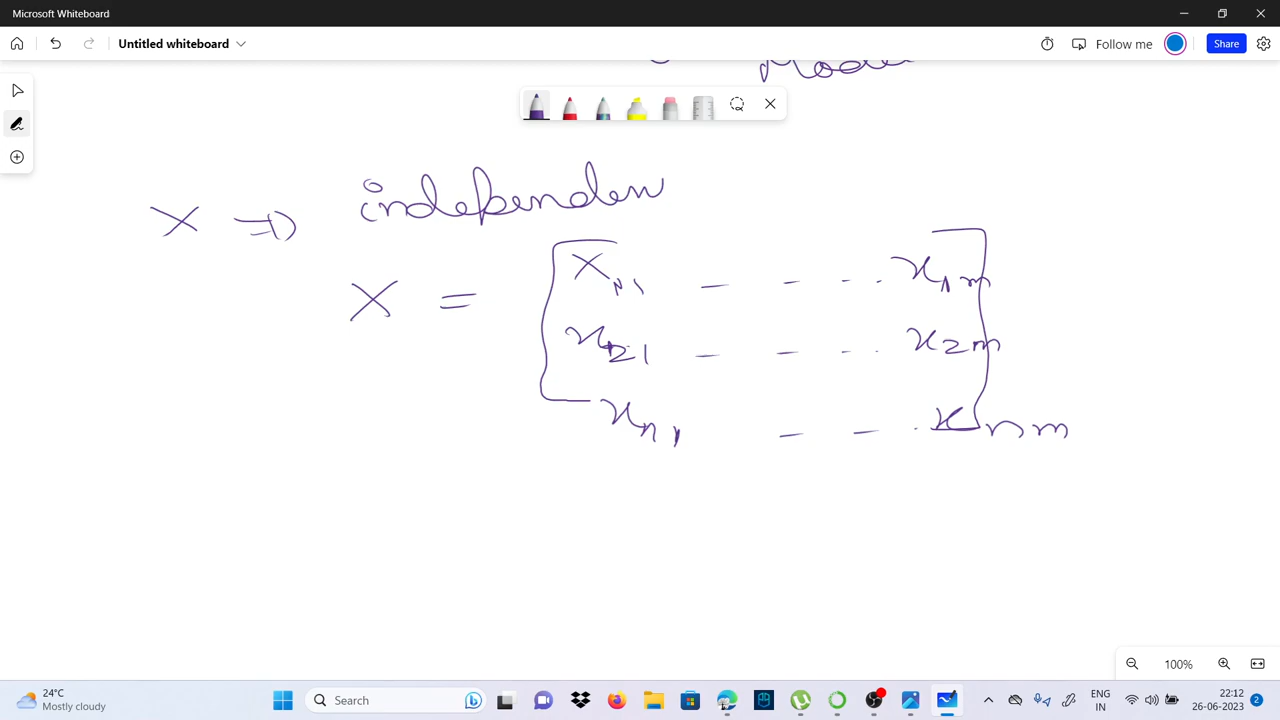 Microsoft Whiteboard
Untitled whiteboard
Follow me
Share
X ⇒ independen
X = [ X11 - - - . x1m
x21 - - - . x2m
xn1 - - . xnm ]
100%
24°C
Mostly cloudy
Search
ENG
IN
22:12
26-06-2023
2